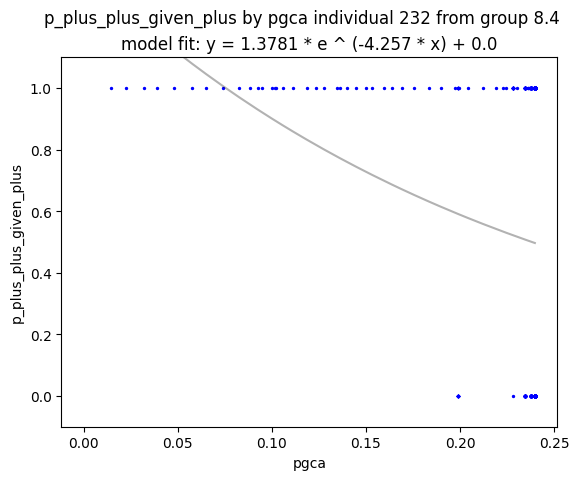 p_plus_plus_given_plus by pgca individual 232 from group 8.4
model fit: y = 1.3781 * e ^ (-4.257 * x) + 0.0
p_plus_plus_given_plus
1.0
0.8
0.6
0.4
0.2
0.0
0.00 0.05 0.10 0.15 0.20 0.25
pgca